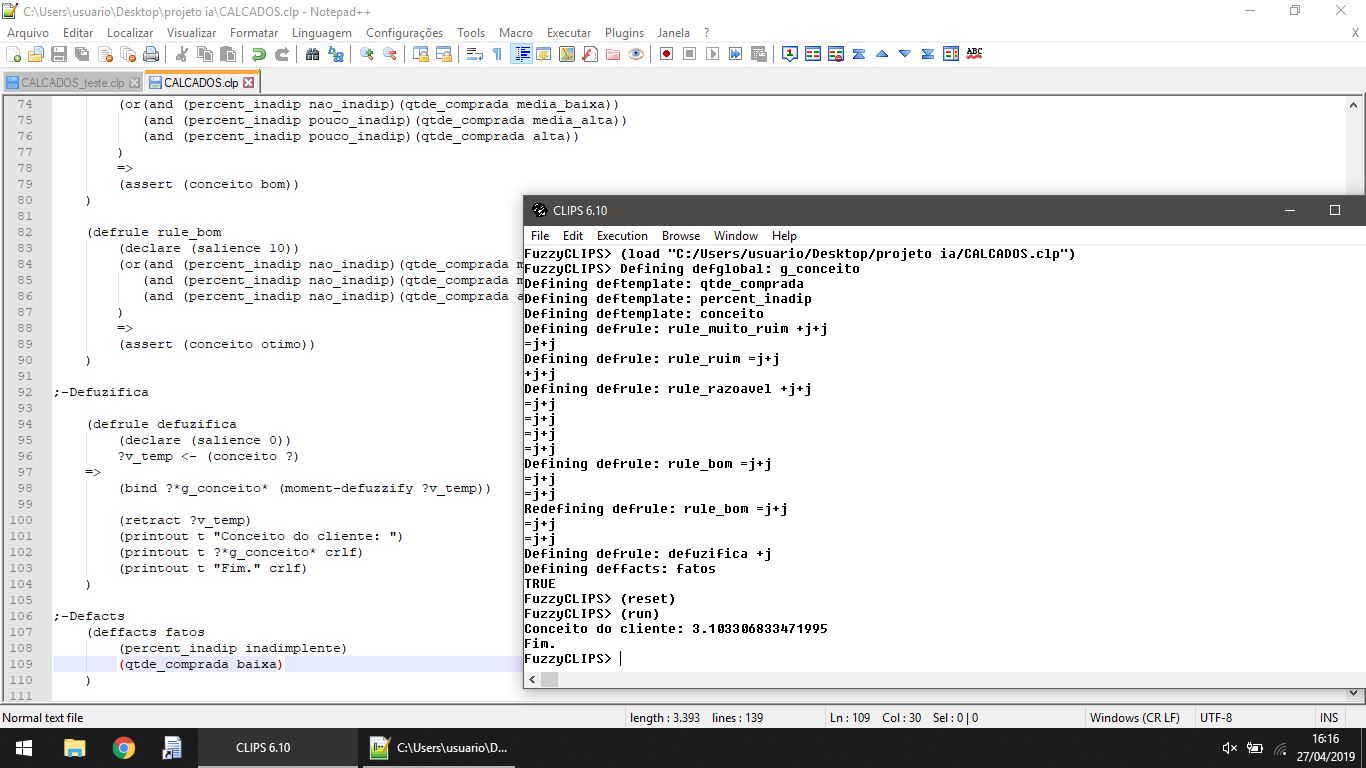 C:\Users\usuario\Desktop\projeto ia\CALCADOS.clp - Notepad++
Arquivo Editar Localizar Visualizar Formatar Linguagem Configurações Tools Macro Executar Plugins Janela ? X
CALCADOS_teste.clp CALCADOS.clp
74 (or(and (percent_inadip nao_inadip)(qtde_comprada media_baixa))
75 (and (percent_inadip pouco_inadip)(qtde_comprada media_alta))
76 (and (percent_inadip pouco_inadip)(qtde_comprada alta))
77 )
78 =>
79 (assert (conceito bom))
80 )
81
82 (defrule rule_bom
83 (declare (salience 10))
84 (or(and (percent_inadip nao_inadip)(qtde_comprada m
85 (and (percent_inadip nao_inadip)(qtde_comprada m
86 (and (percent_inadip nao_inadip)(qtde_comprada a
87 )
88 =>
89 (assert (conceito otimo))
90 )
91
92 ;-Defuzifica
93
94 (defrule defuzifica
95 (declare (salience 0))
96 ?v_temp <- (conceito ?)
97 =>
98 (bind ?*g_conceito* (moment-defuzzify ?v_temp))
99
100 (retract ?v_temp)
101 (printout t "Conceito do cliente: ")
102 (printout t ?*g_conceito* crlf)
103 (printout t "Fim." crlf)
104 )
105
106 ;-Defacts
107 (deffacts fatos
108 (percent_inadip inadimplente)
109 (qtde_comprada baixa)
110 )
111
CLIPS 6.10
File Edit Execution Browse Window Help
FuzzyCLIPS> (load "C:/Users/usuario/Desktop/projeto ia/CALCADOS.clp")
FuzzyCLIPS> Defining defglobal: g_conceito
Defining deftemplate: qtde_comprada
Defining deftemplate: percent_inadip
Defining deftemplate: conceito
Defining defrule: rule_muito_ruim +j+j
=j+j
Defining defrule: rule_ruim =j+j
+j+j
Defining defrule: rule_razoavel +j+j
=j+j
=j+j
=j+j
=j+j
Defining defrule: rule_bom =j+j
=j+j
=j+j
Redefining defrule: rule_bom =j+j
=j+j
=j+j
Defining defrule: defuzifica +j
Defining deffacts: fatos
TRUE
FuzzyCLIPS> (reset)
FuzzyCLIPS> (run)
Conceito do cliente: 3.103306833471995
Fim.
FuzzyCLIPS>
Normal text file length : 3.393 lines : 139 Ln : 109 Col : 30 Sel : 0 | 0 Windows (CR LF) UTF-8 INS
CLIPS 6.10 C:\Users\usuario\D...
16:16
27/04/2019